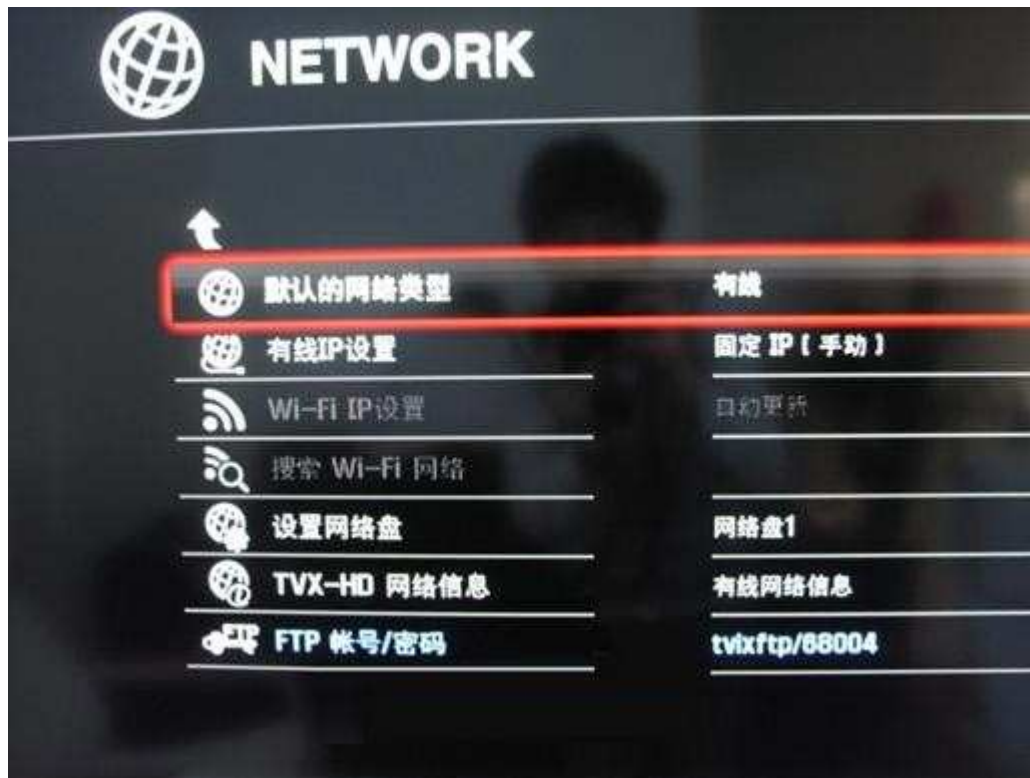 NETWORK
默认的网络类型 有线
有线IP设置 固定 IP ( 手动 )
Wi-Fi IP设置 自动更新
搜索 Wi-Fi 网络
设置网络盘 网络盘1
TVX-HD 网络信息 有线网络信息
FTP 帐号/密码 tvixftp/68004